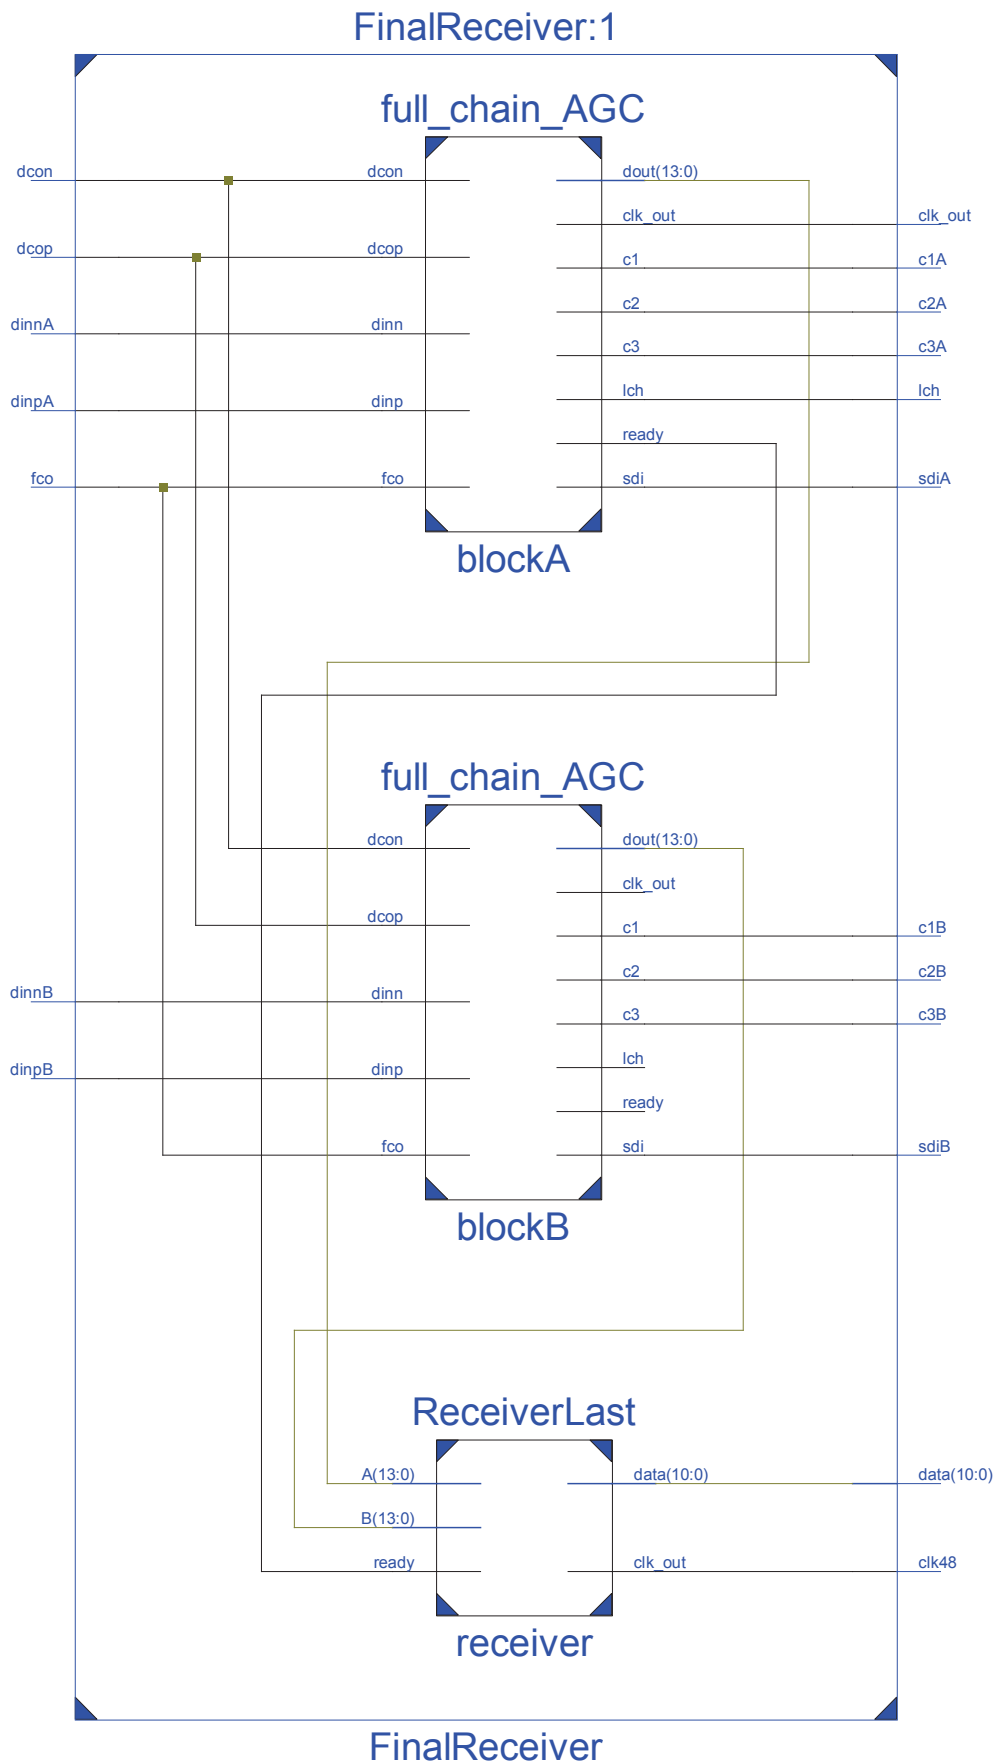 FinalReceiver:1
full_chain_AGC
dcon dcon dout(13:0)
clk_out clk_out
dcop dcop c1 c1A
c2 c2A
dinnA dinn c3 c3A
dinpA dinp lch lch
ready
fco fco sdi sdiA
blockA
full_chain_AGC
dcon dout(13:0)
clk_out
dcop c1 c1B
c2 c2B
dinnB dinn c3 c3B
dinpB dinp lch
ready
fco sdi sdiB
blockB
ReceiverLast
A(13:0) data(10:0) data(10:0)
B(13:0)
ready clk_out clk48
receiver
FinalReceiver